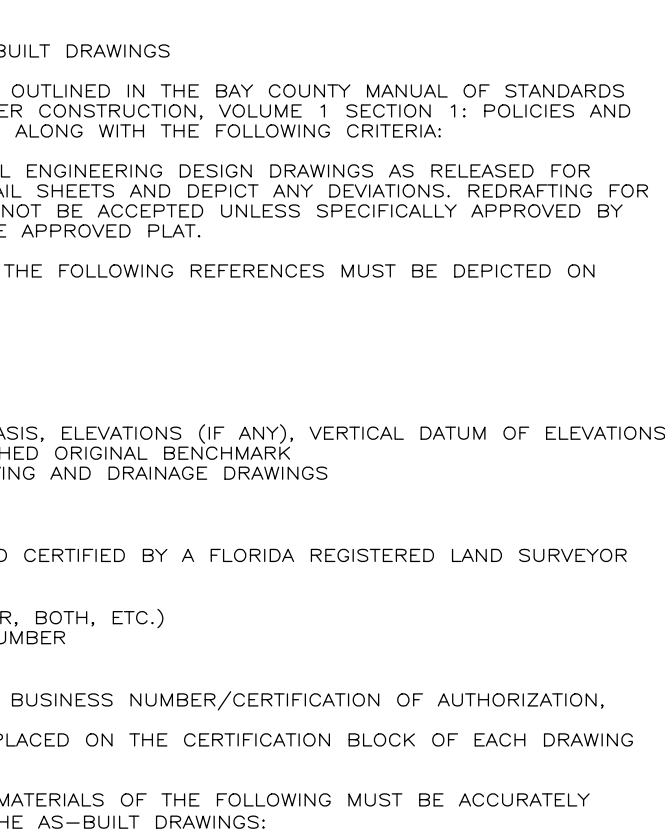 BUILT DRAWINGS
OUTLINED IN THE BAY COUNTY MANUAL OF STANDARDS
ER CONSTRUCTION, VOLUME 1 SECTION 1: POLICIES AND
ALONG WITH THE FOLLOWING CRITERIA:
L ENGINEERING DESIGN DRAWINGS AS RELEASED FOR
AIL SHEETS AND DEPICT ANY DEVIATIONS. REDRAFTING FOR
NOT BE ACCEPTED UNLESS SPECIFICALLY APPROVED BY
E APPROVED PLAT.
THE FOLLOWING REFERENCES MUST BE DEPICTED ON
ASIS, ELEVATIONS (IF ANY), VERTICAL DATUM OF ELEVATIONS
HED ORIGINAL BENCHMARK
ING AND DRAINAGE DRAWINGS
D CERTIFIED BY A FLORIDA REGISTERED LAND SURVEYOR
R, BOTH, ETC.)
UMBER
BUSINESS NUMBER/CERTIFICATION OF AUTHORIZATION,
PLACED ON THE CERTIFICATION BLOCK OF EACH DRAWING
MATERIALS OF THE FOLLOWING MUST BE ACCURATELY
HE AS–BUILT DRAWINGS: